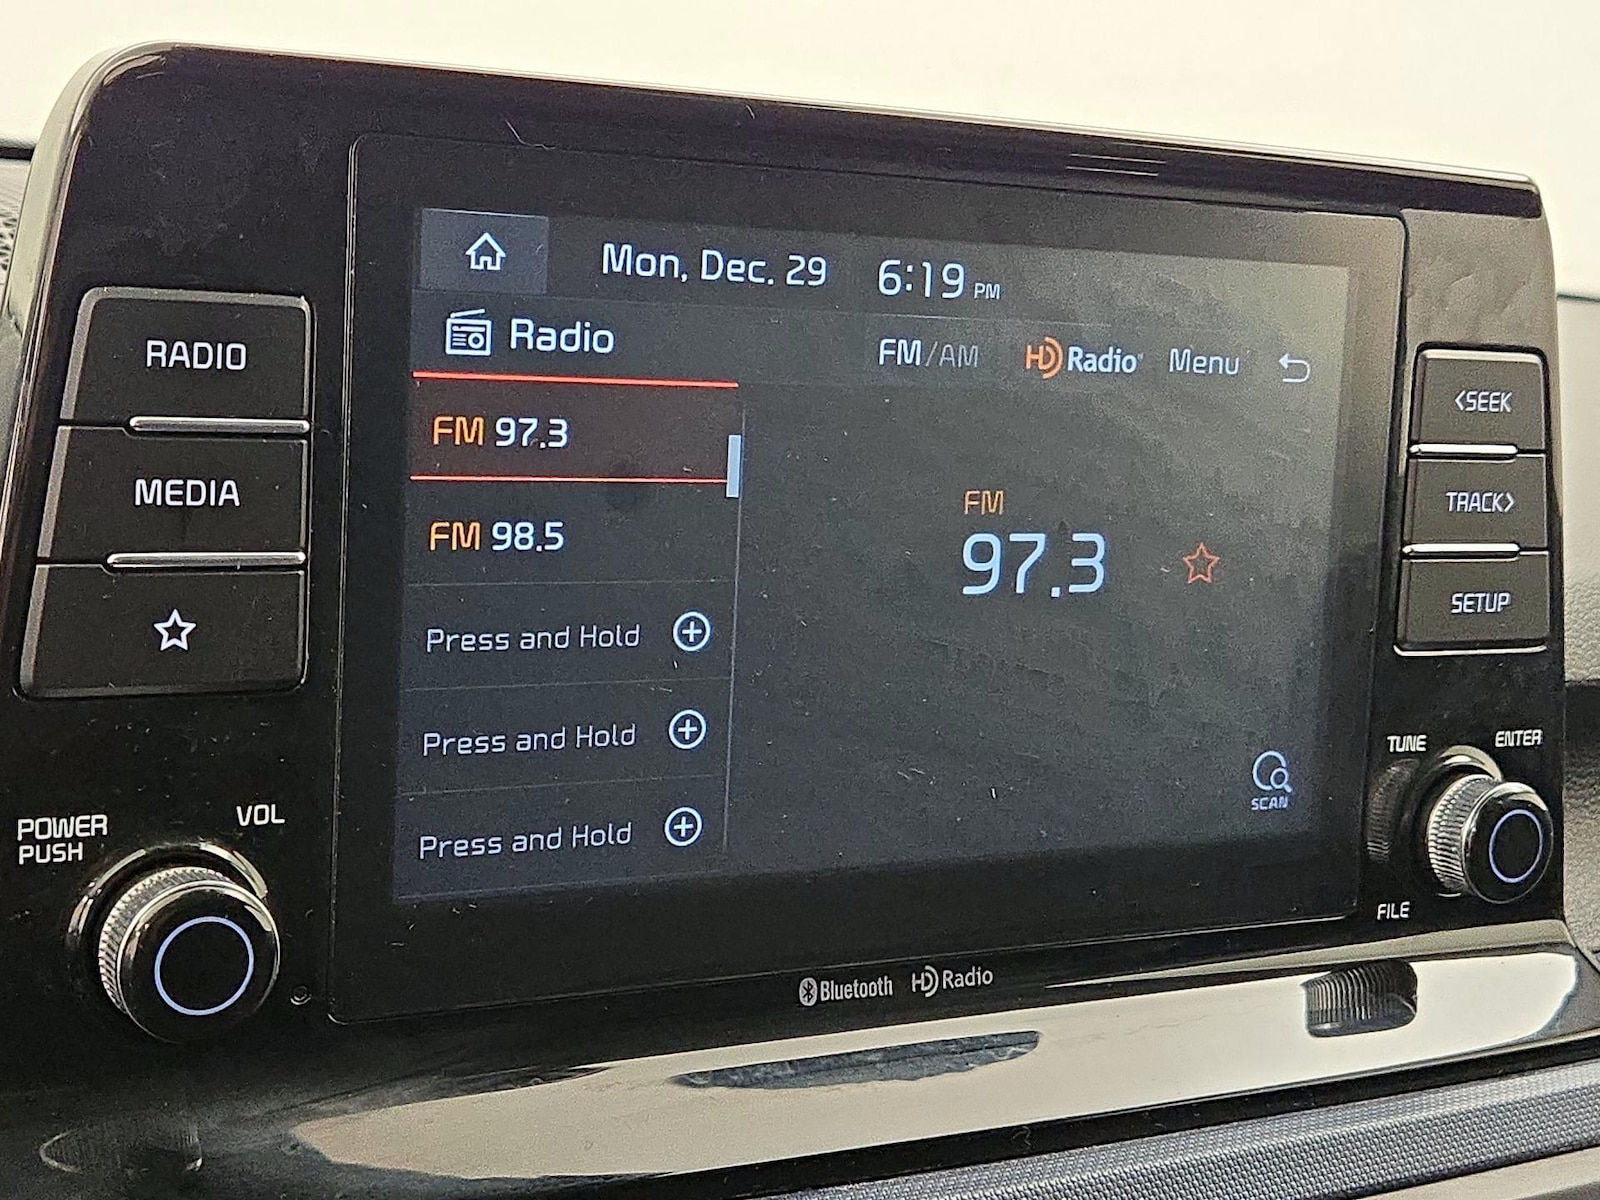 Mon, Dec. 29 6:19 PM
Radio FM/AM HD Radio Menu
FM 97.3
FM 98.5
Press and Hold
Press and Hold
Press and Hold
FM
97.3
SCAN
RADIO
MEDIA
POWER
PUSH
VOL
<SEEK
TRACK>
SETUP
TUNE
ENTER
FILE
Bluetooth HD Radio